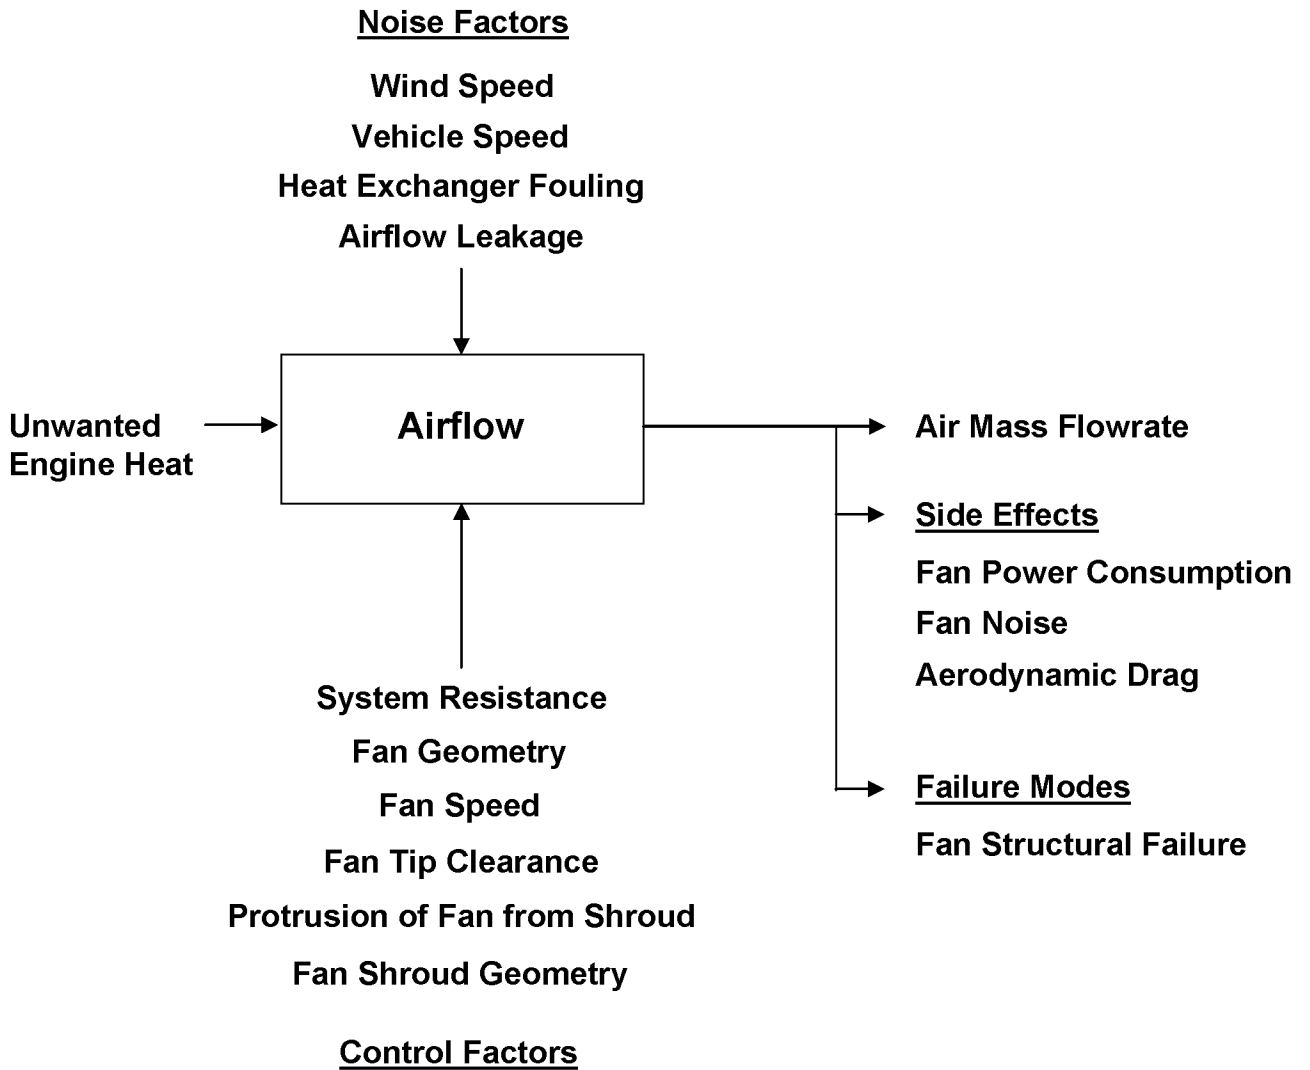 Noise Factors
Wind Speed
Vehicle Speed
Heat Exchanger Fouling
Airflow Leakage
Unwanted
Engine Heat
Airflow
Air Mass Flowrate
Side Effects
Fan Power Consumption
Fan Noise
Aerodynamic Drag
Failure Modes
Fan Structural Failure
System Resistance
Fan Geometry
Fan Speed
Fan Tip Clearance
Protrusion of Fan from Shroud
Fan Shroud Geometry
Control Factors